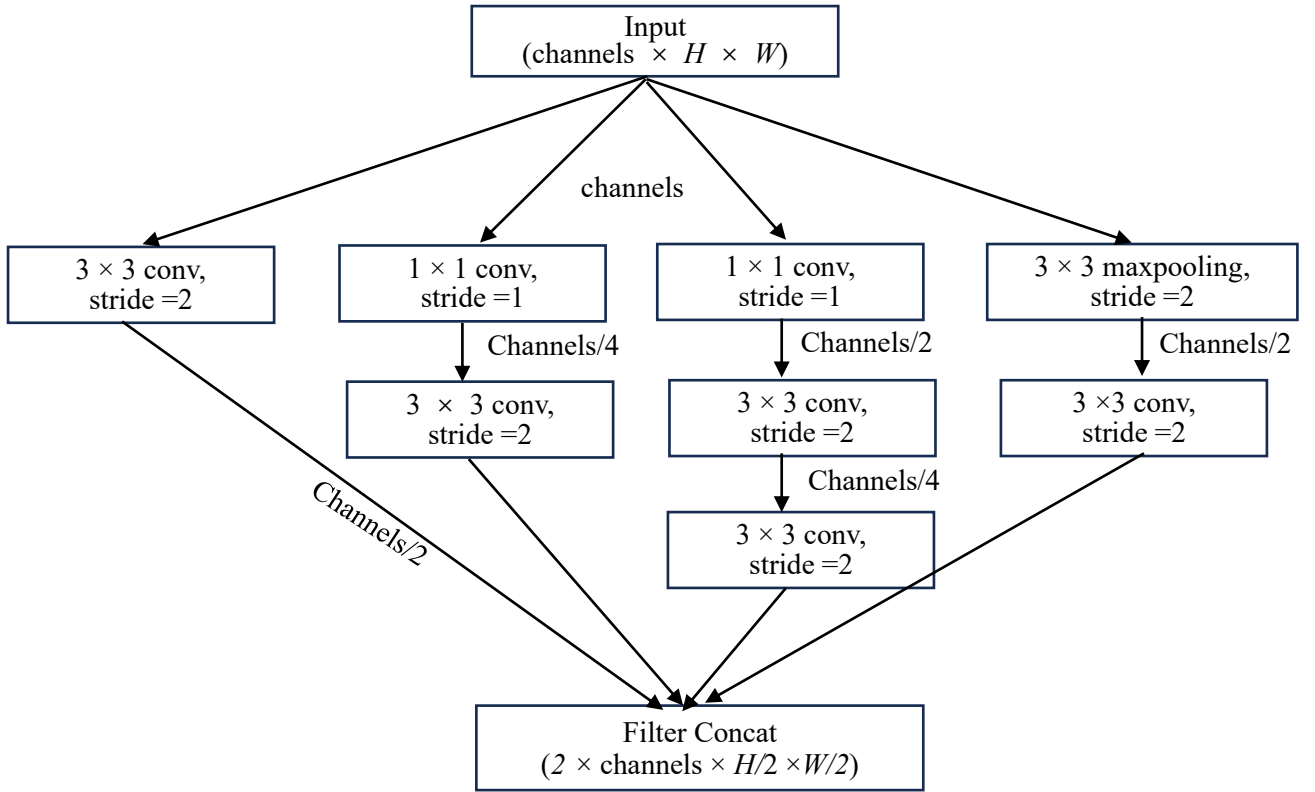 Input
(channels × H × W)
channels
3 × 3 conv,
stride =2
1 × 1 conv,
stride =1
1 × 1 conv,
stride =1
3 × 3 maxpooling,
stride =2
Channels/4
Channels/2
Channels/2
3 × 3 conv,
stride =2
3 × 3 conv,
stride =2
3 ×3 conv,
stride =2
Channels/2
Channels/4
3 × 3 conv,
stride =2
Filter Concat
(2 × channels × H/2 ×W/2)